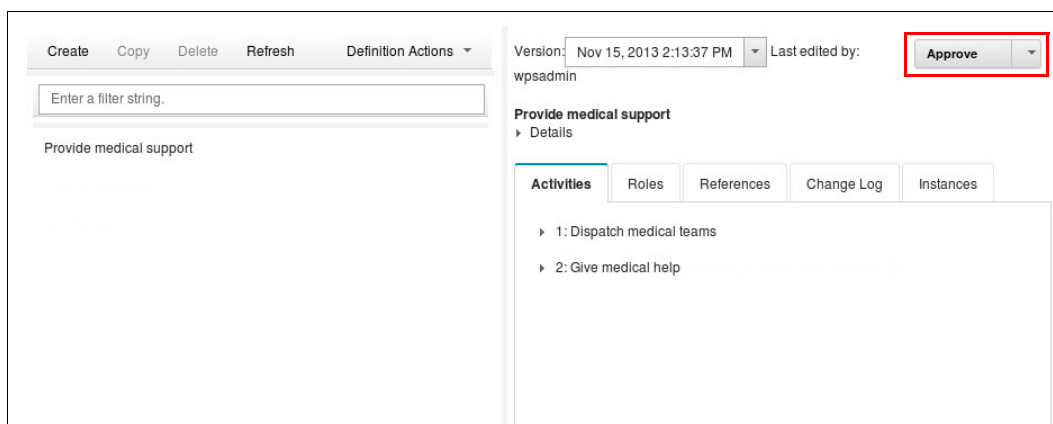 Create Copy Delete Refresh Definition Actions
Enter a filter string.
Provide medical support
Version: Nov 15, 2013 2:13:37 PM Last edited by:
wpsadmin
Approve
Provide medical support
Details
Activities Roles References Change Log Instances
1: Dispatch medical teams
2: Give medical help